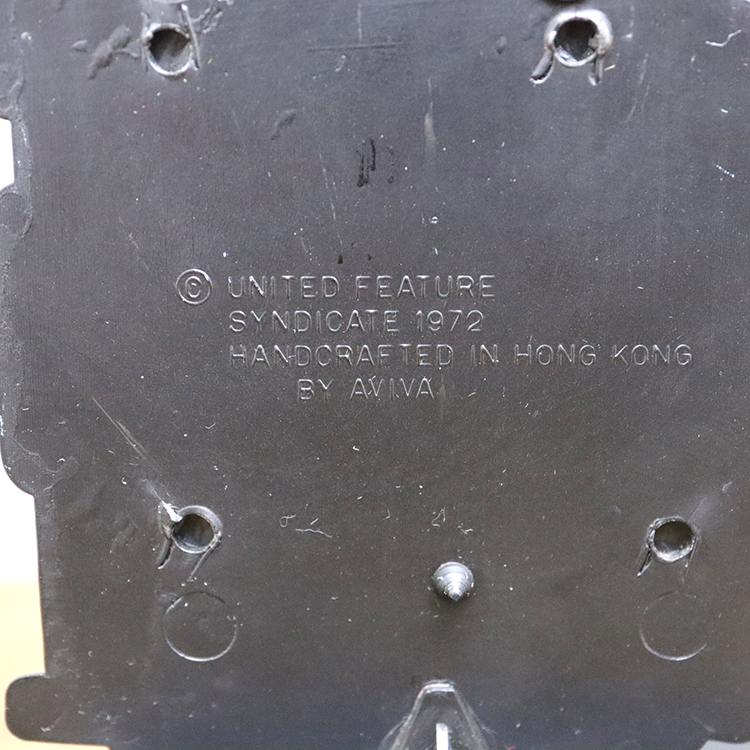 © UNITED FEATURE
SYNDICATE 1972
HANDCRAFTED IN HONG KONG
BY AVIVA